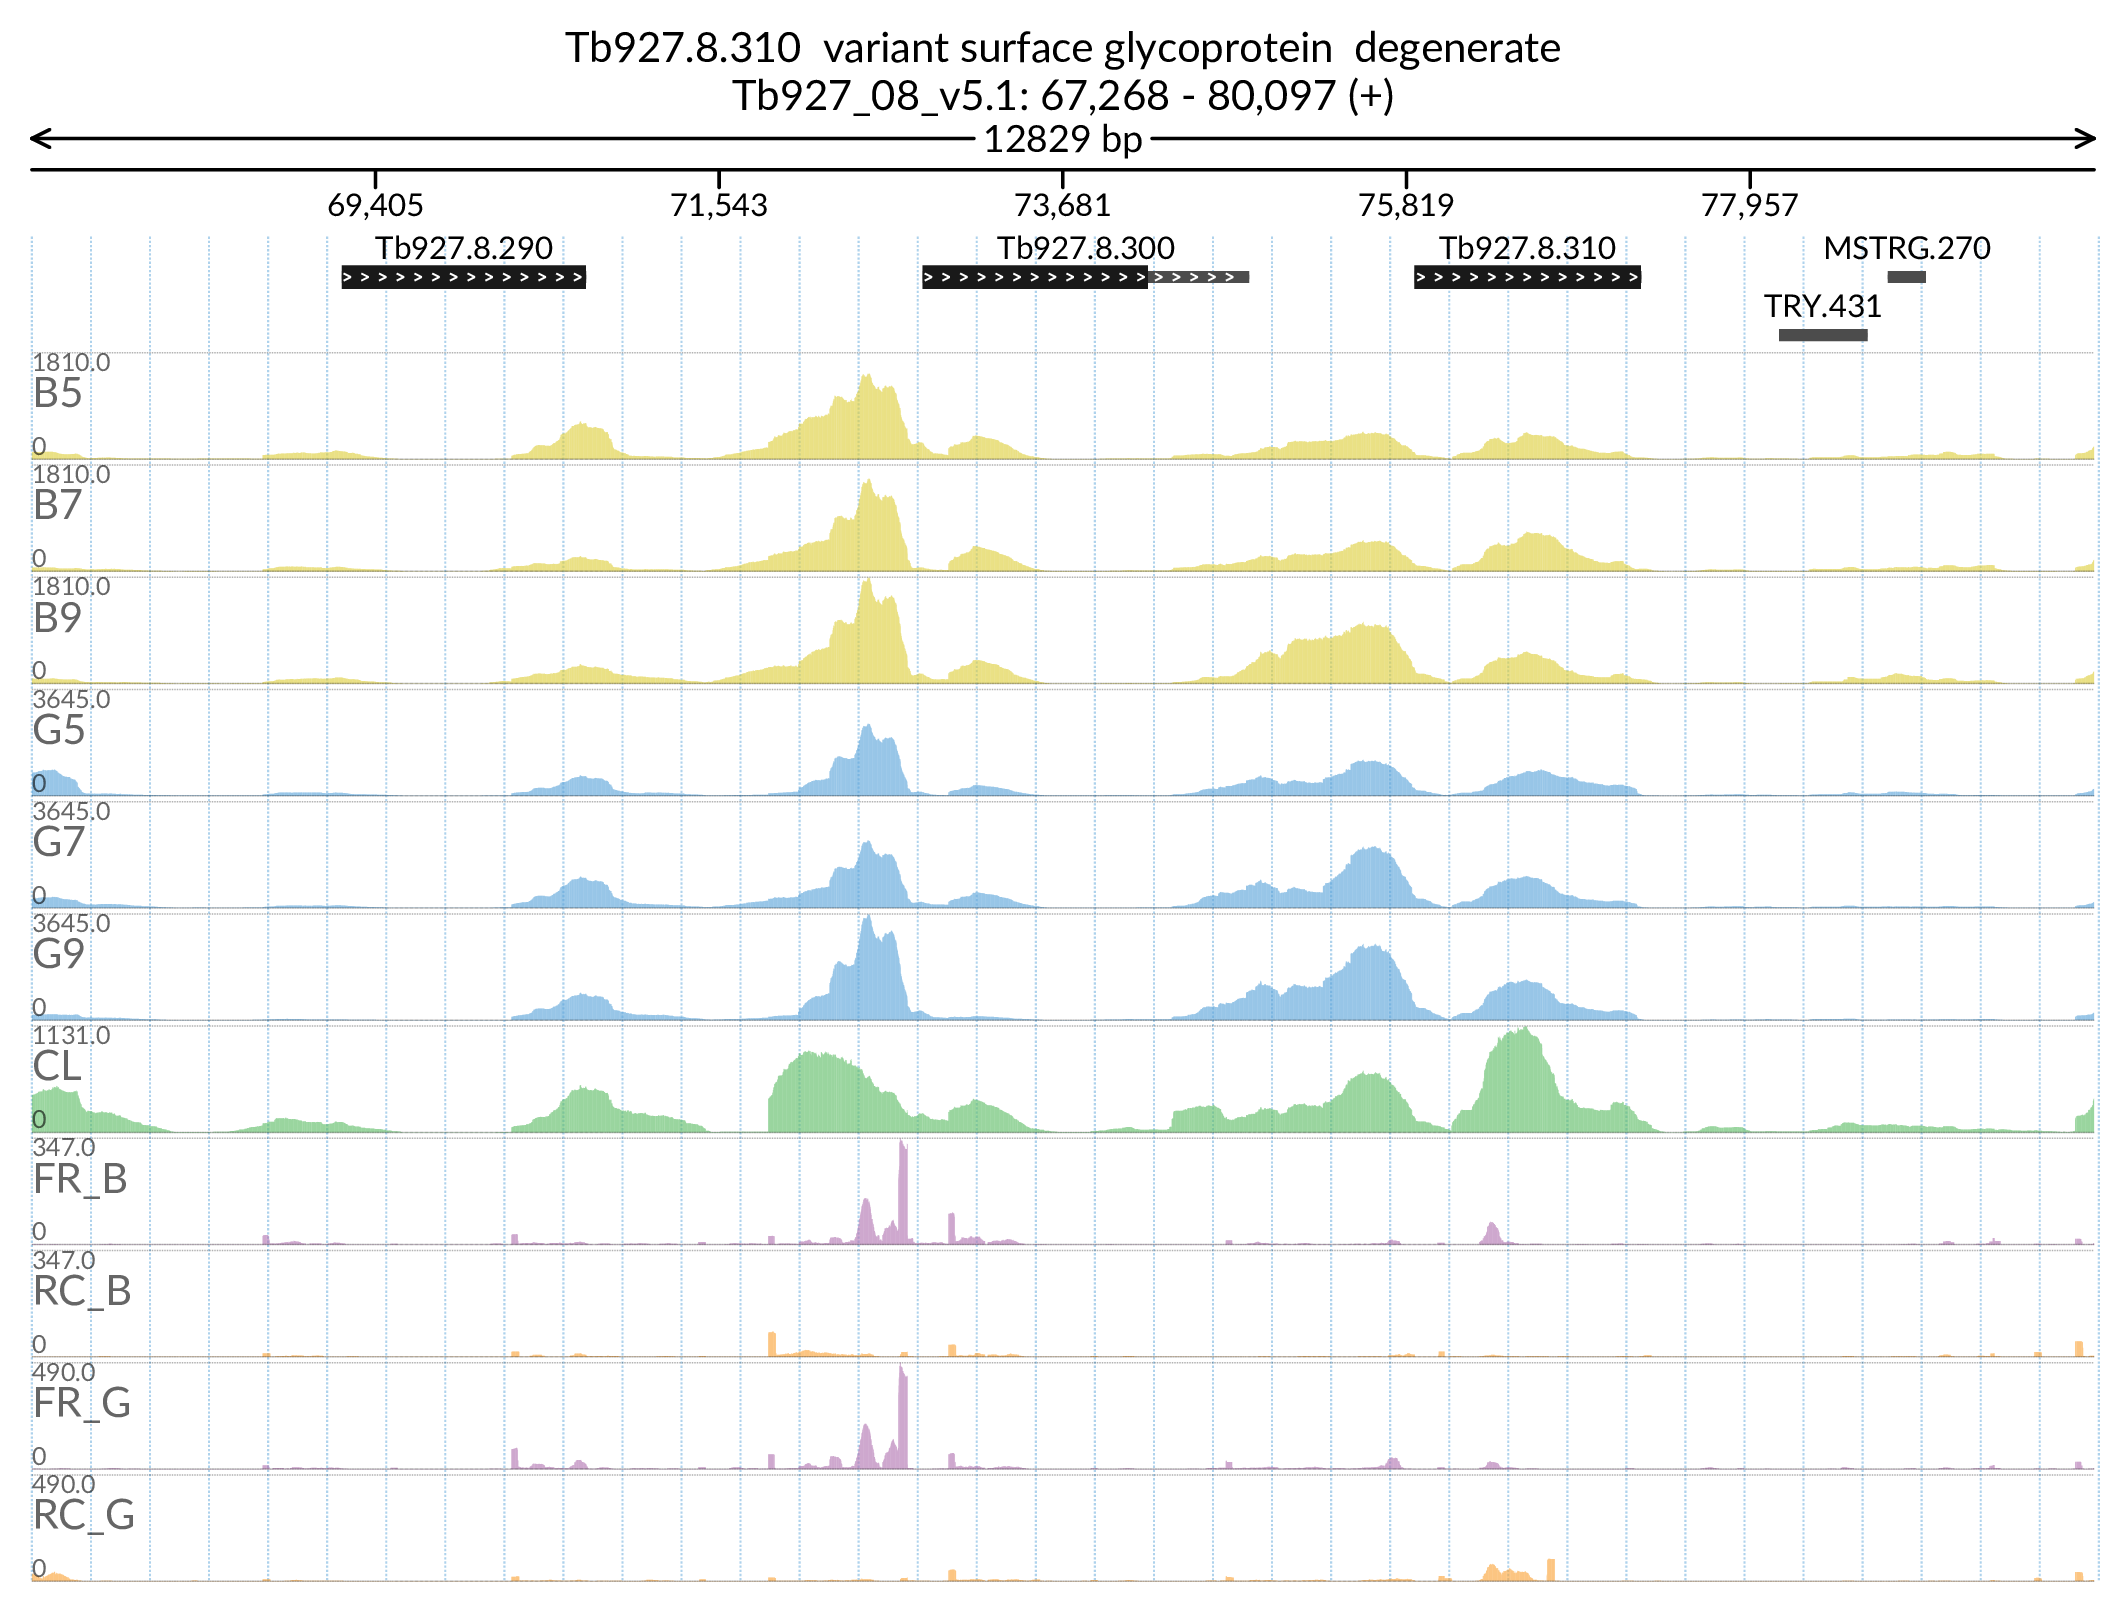 Tb927.8.310 variant surface glycoprotein degenerate
Tb927_08_v5.1: 67,268 - 80,097 (+)
12829 bp
69,405 71,543 73,681 75,819 77,957
Tb927.8.290 Tb927.8.300 Tb927.8.310 MSTRG.270
TRY.431
1810.0
B5
0
1810.0
B7
0
1810.0
B9
0
3645.0
G5
0
3645.0
G7
0
3645.0
G9
0
1131.0
CL
0
347.0
FR_B
0
347.0
RC_B
0
490.0
FR_G
0
490.0
RC_G
0